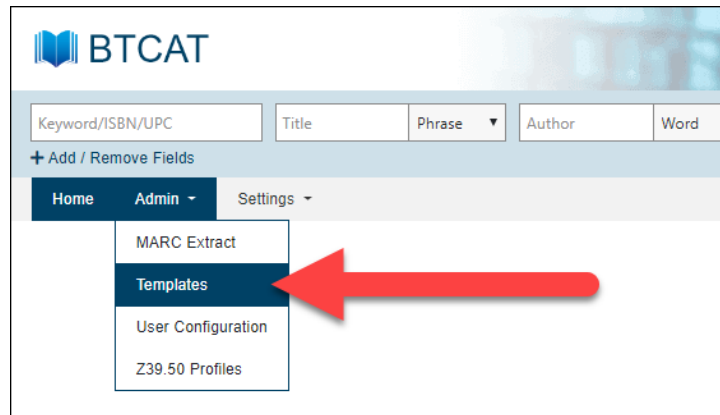 BTCAT
Keyword/ISBN/UPC Title Phrase Author Word
+ Add / Remove Fields
Home Admin Settings
MARC Extract
Templates
User Configuration
Z39.50 Profiles